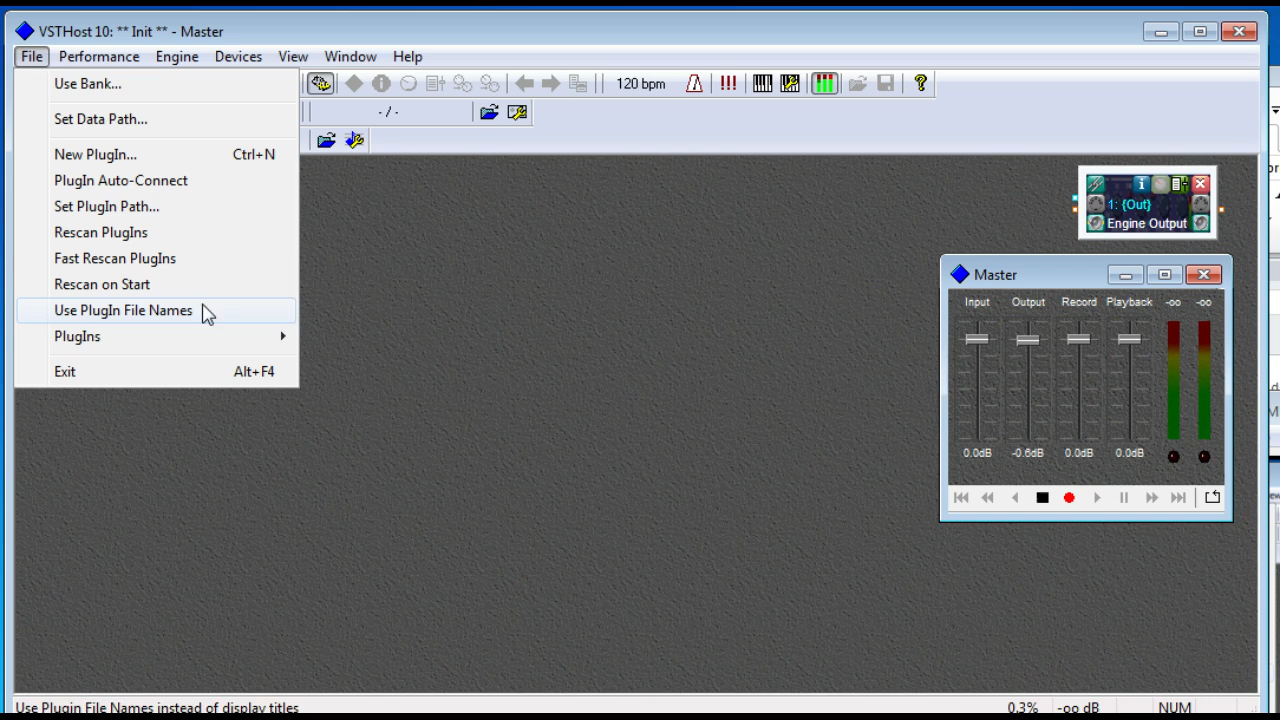 VSTHost 10: ** Init ** - Master
File Performance Engine Devices View Window Help
Use Bank...
120 bpm
Set Data Path...
- / -
New PlugIn... Ctrl+N
PlugIn Auto-Connect
Set PlugIn Path...
Rescan PlugIns
Fast Rescan PlugIns
Rescan on Start
Use PlugIn File Names
PlugIns
Exit Alt+F4
1: {Out}
Engine Output
Master
Input Output Record Playback -oo -oo
0.0dB -0.6dB 0.0dB 0.0dB
Use Plugin File Names instead of display titles
0.3% -oo dB NUM